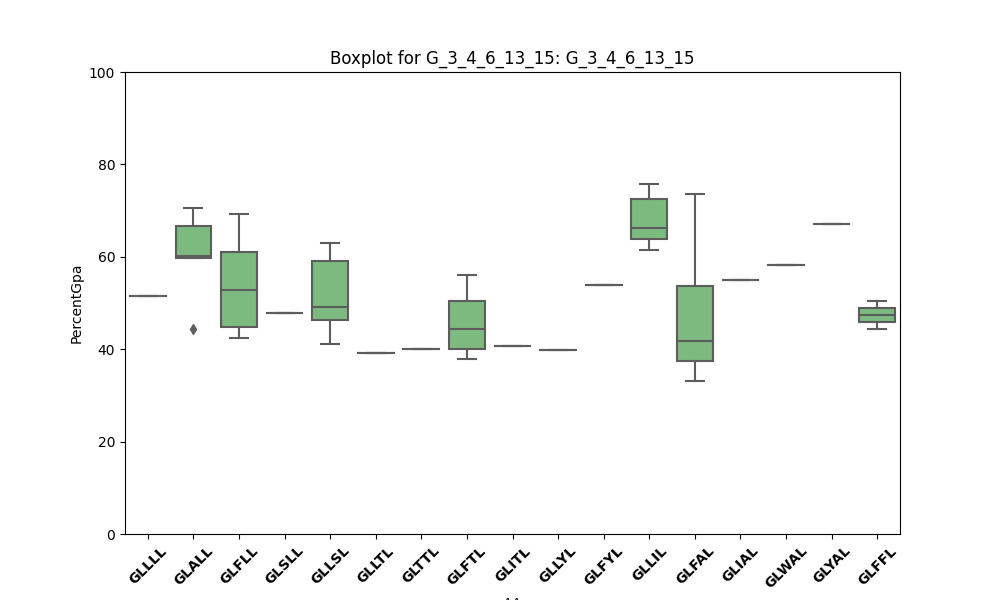 Boxplot for G_3_4_6_13_15: G_3_4_6_13_15
100
80
60
40
20
0
PercentGpa
GLLLL GLALL GLFLL GLSLL GLLSL GLLTL GLTTL GLFTL GLITL GLLYL GLFYL GLLIL GLFAL GLIAL GLWAL GLYAL GLFFL